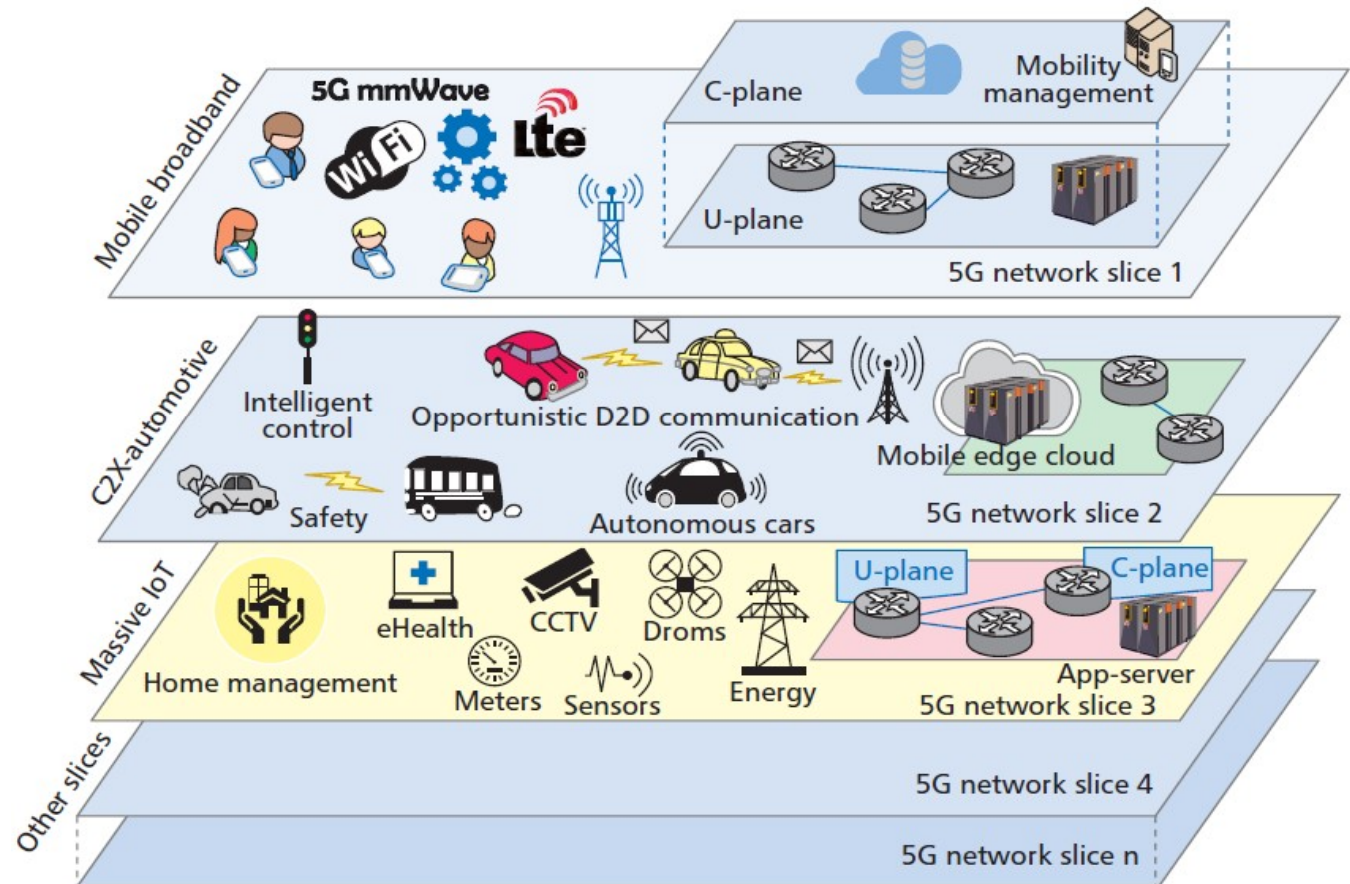 Mobile broadband
5G mmWave
WiFi
Lte
C-plane
Mobility
management
U-plane
5G network slice 1
C2X-automotive
Intelligent
control
Opportunistic D2D communication
Mobile edge cloud
Safety
Autonomous cars
5G network slice 2
Massive IoT
Home management
eHealth
Meters
CCTV
Sensors
Droms
Energy
U-plane
C-plane
App-server
5G network slice 3
Other slices
5G network slice 4
5G network slice n